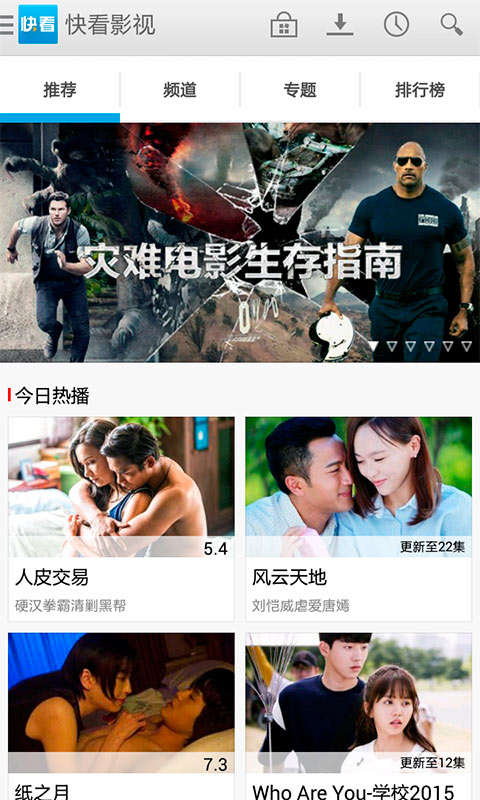 快看
快看影视
推荐
频道
专题
排行榜
灾难电影生存指南
今日热播
5.4
人皮交易
硬汉拳霸清剿黑帮
更新至22集
风云天地
刘恺威虐爱唐嫣
7.3
纸之月
更新至12集
Who Are You-学校2015